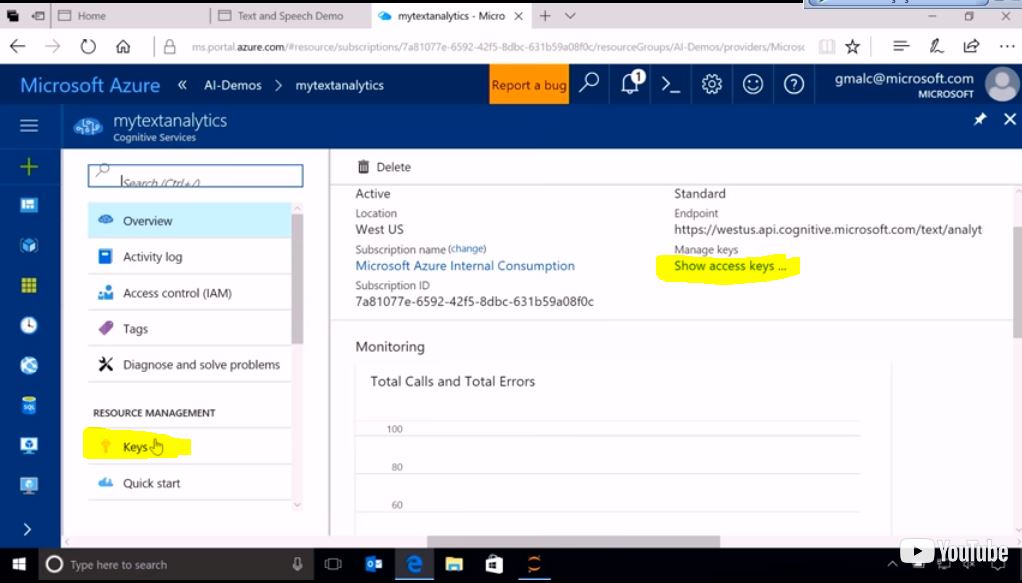 Home
Text and Speech Demo
mytextanalytics - Micro
ms.portal.azure.com/#resource/subscriptions/7a81077e-6592-42f5-8dbc-631b59a08f0c/resourceGroups/AI-Demos/providers/Microsc
Microsoft Azure
AI-Demos > mytextanalytics
Report a bug
1
gmalc@microsoft.com
MICROSOFT
mytextanalytics
Cognitive Services
Search (Ctrl+/)
Overview
Activity log
Access control (IAM)
Tags
Diagnose and solve problems
RESOURCE MANAGEMENT
Keys
Quick start
Delete
Active
Location
West US
Subscription name (change)
Microsoft Azure Internal Consumption
Subscription ID
7a81077e-6592-42f5-8dbc-631b59a08f0c
Standard
Endpoint
https://westus.api.cognitive.microsoft.com/text/analyt
Manage keys
Show access keys ...
Monitoring
Total Calls and Total Errors
100
80
60
SQL
Type here to search
YouTube